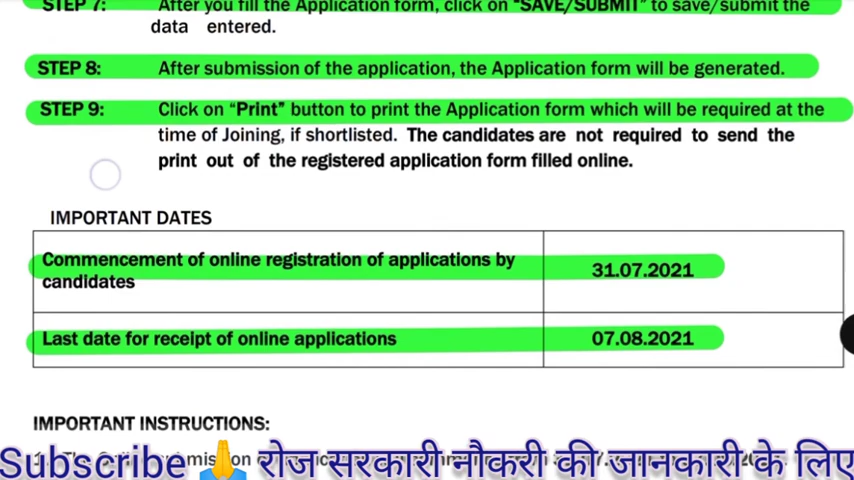 STEP 7: After you fill the Application form, click on "SAVE/SUBMIT" to save/submit the
data entered.
STEP 8: After submission of the application, the Application form will be generated.
STEP 9: Click on "Print" button to print the Application form which will be required at the
time of Joining, if shortlisted. The candidates are not required to send the
print out of the registered application form filled online.
IMPORTANT DATES
Commencement of online registration of applications by
candidates
31.07.2021
Last date for receipt of online applications 07.08.2021
IMPORTANT INSTRUCTIONS:
Subscribe 🙏 रोज सरकारी नौकरी की जानकारी के लिए